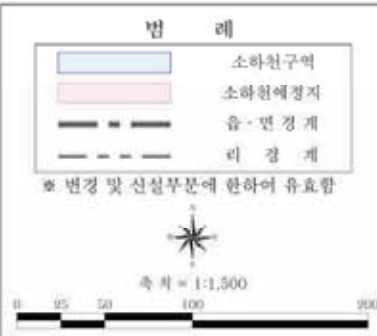 범 례
소하천구역
소하천예정지
읍·면경계
리 경 계
※ 변경 및 신설부분에 한하여 유효함
축 척 = 1:1,500
0 25 50 100 200